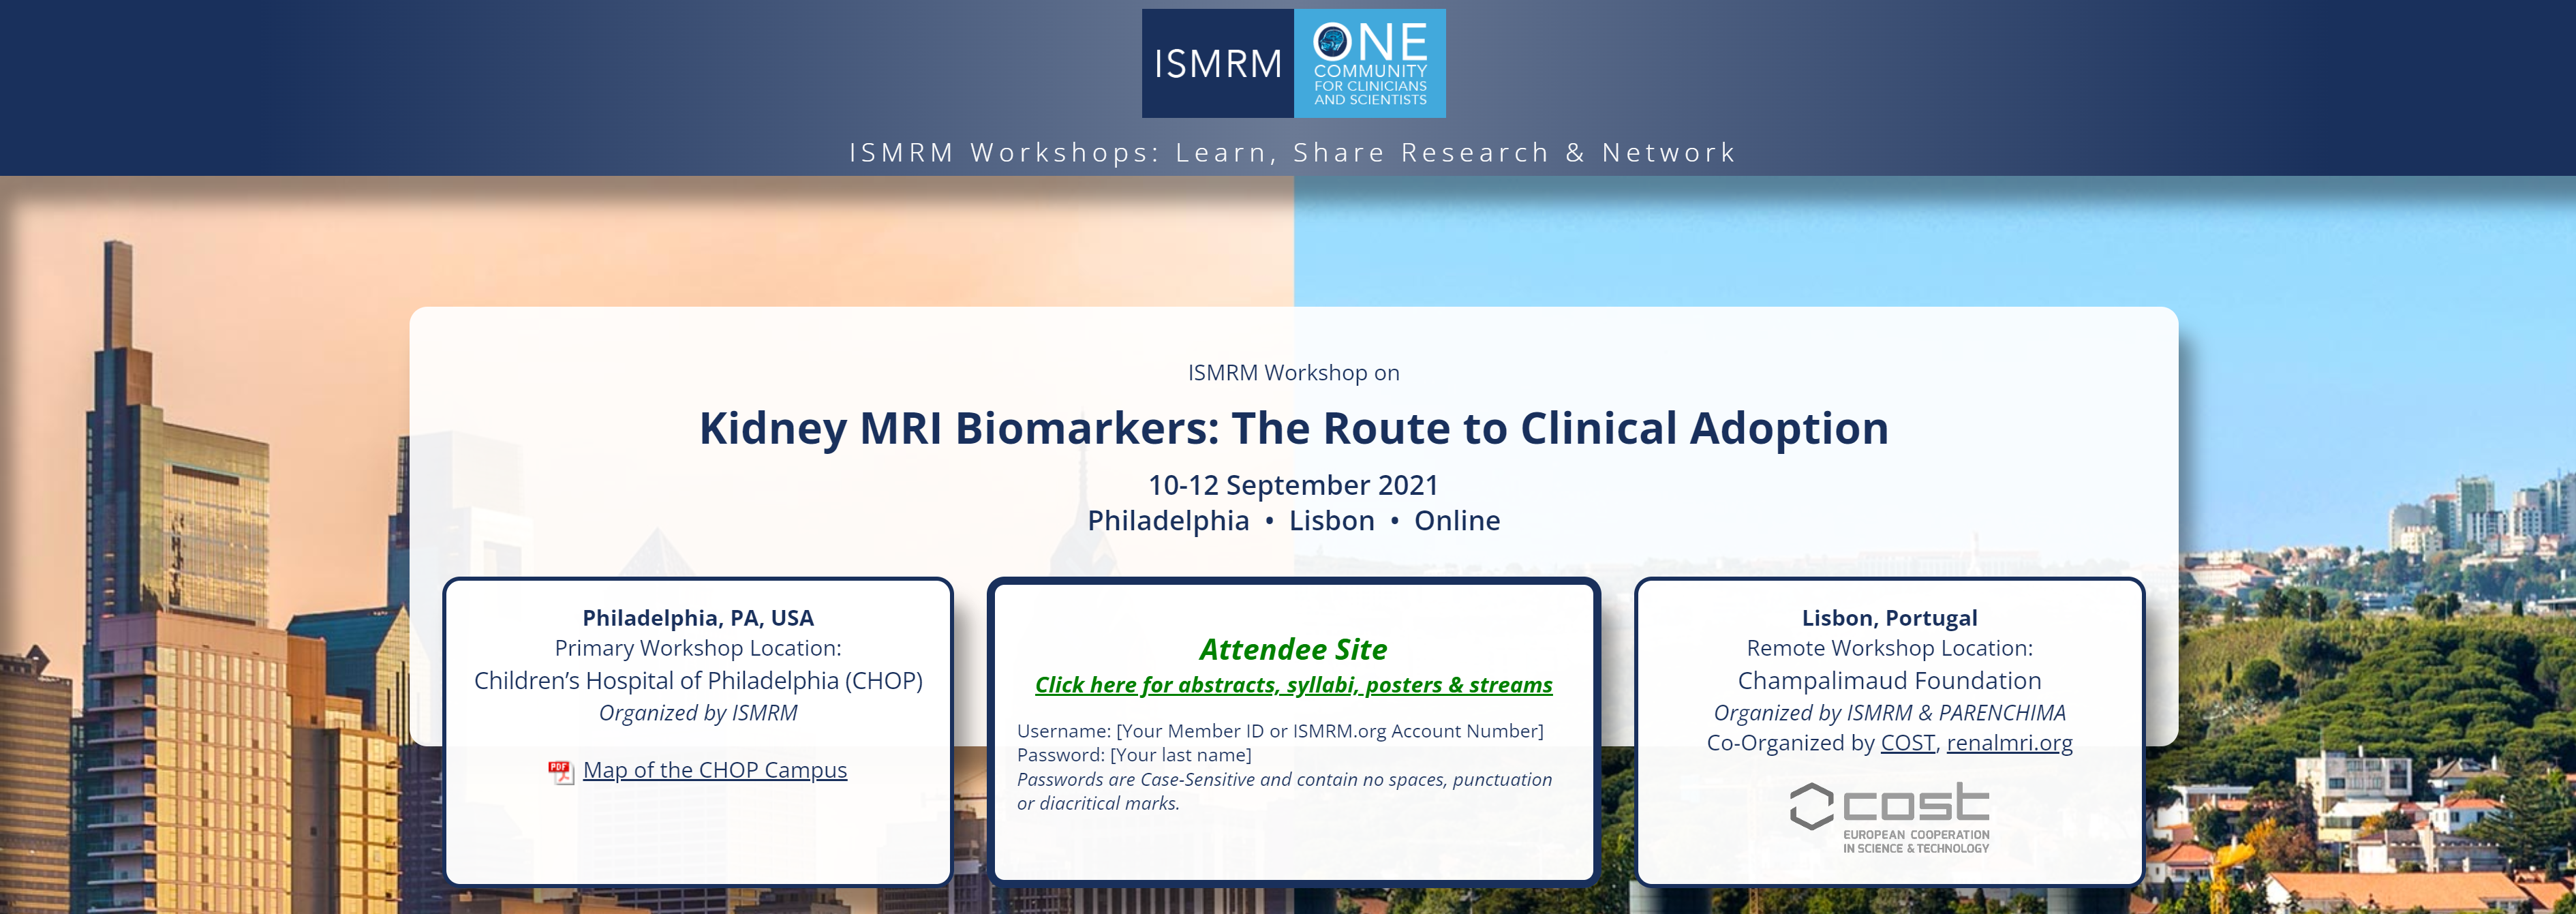 ISMRM
ONE
COMMUNITY
FOR CLINICIANS
AND SCIENTISTS
ISMRM Workshops: Learn, Share Research & Network
ISMRM Workshop on
Kidney MRI Biomarkers: The Route to Clinical Adoption
10-12 September 2021
Philadelphia • Lisbon • Online
Philadelphia, PA, USA
Primary Workshop Location:
Children’s Hospital of Philadelphia (CHOP)
Organized by ISMRM
PDF
Map of the CHOP Campus
Attendee Site
Click here for abstracts, syllabi, posters & streams
Username: [Your Member ID or ISMRM.org Account Number]
Password: [Your last name]
Passwords are Case-Sensitive and contain no spaces, punctuation
or diacritical marks.
Lisbon, Portugal
Remote Workshop Location:
Champalimaud Foundation
Organized by ISMRM & PARENCHIMA
Co-Organized by COST, renalmri.org
cost
EUROPEAN COOPERATION
IN SCIENCE & TECHNOLOGY